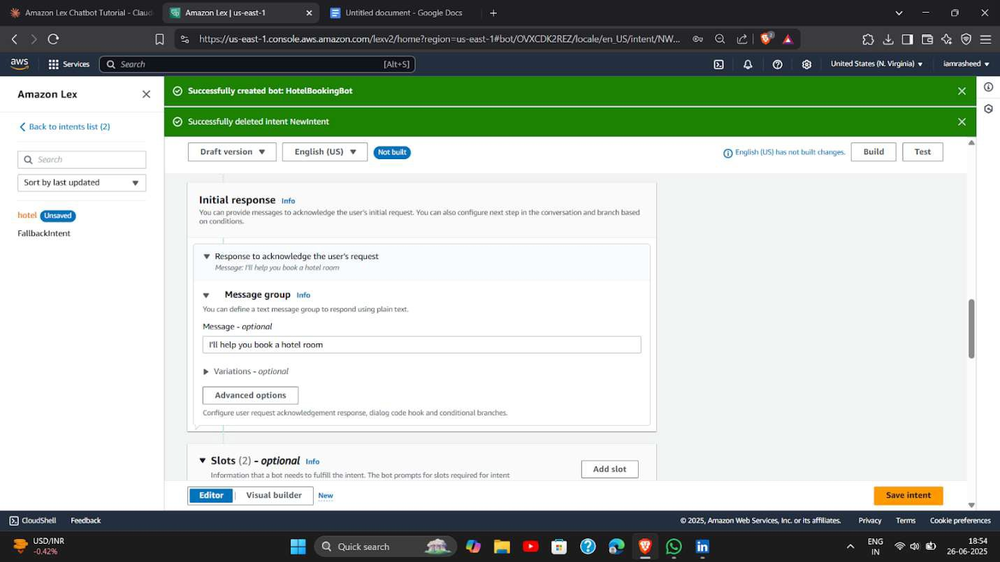 Amazon Lex Chatbot Tutorial - Claud
Amazon Lex | us-east-1
Untitled document - Google Docs
https://us-east-1.console.aws.amazon.com/lexv2/home?region=us-east-1#bot/OVXCDK2REZ/locale/en_US/intent/NW...
2
aws
Services
Search
[Alt+S]
United States (N. Virginia)
iamrasheed
Amazon Lex
Successfully created bot: HotelBookingBot
Back to intents list (2)
Successfully deleted intent NewIntent
Search
Draft version
English (US)
Not built
English (US) has not built changes.
Build
Test
Sort by last updated
hotel Unsaved
FallbackIntent
Initial response Info
You can provide messages to acknowledge the user's initial request. You can also configure next step in the conversation and branch based
on conditions.
Response to acknowledge the user's request
Message: I'll help you book a hotel room
Message group Info
You can define a text message group to respond using plain text.
Message - optional
I'll help you book a hotel room
Variations - optional
Advanced options
Configure user request acknowledgement response, dialog code hook and conditional branches.
Slots (2) - optional Info
Information that a bot needs to fulfill the intent. The bot prompts for slots required for intent
Add slot
Editor
Visual builder
New
Save intent
CloudShell
Feedback
© 2025, Amazon Web Services, Inc. or its affiliates.
Privacy
Terms
Cookie preferences
USD/INR
-0.42%
Quick search
ENG
IN
18:54
26-06-2025